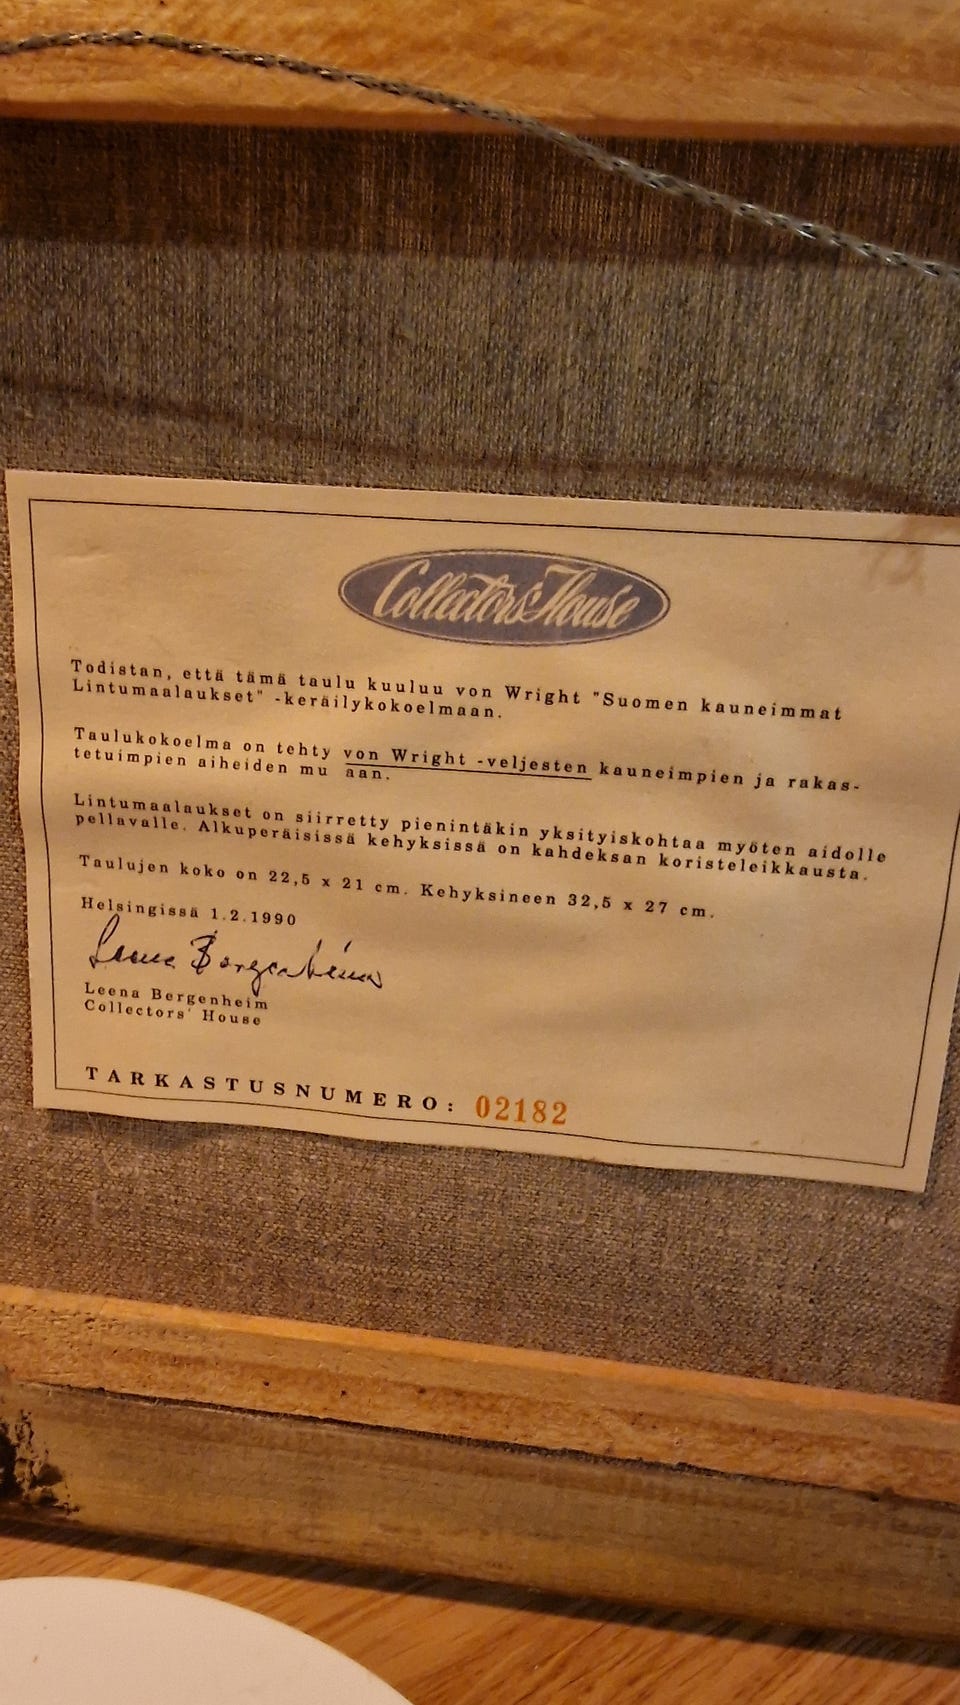 Collectors' House
Todistan, että tämä taulu kuuluu von Wright "Suomen kauneimmat
Lintumaalaukset" -keräilykokoelmaan.
Taulukokoelma on tehty von Wright -veljesten kauneimpien ja rakas-
tetuimpien aiheiden mu aan.
Lintumaalaukset on siirretty pienintäkin yksityiskohtaa myöten aidolle
pellavalle. Alkuperäisissä kehyksissä on kahdeksan koristeleikkausta.
Taulujen koko on 22,5 x 21 cm. Kehyksineen 32,5 x 27 cm.
Helsingissä 1.2.1990
Leena Bergenheim
Leena Bergenheim
Collectors' House
TARKASTUSNUMERO: 02182